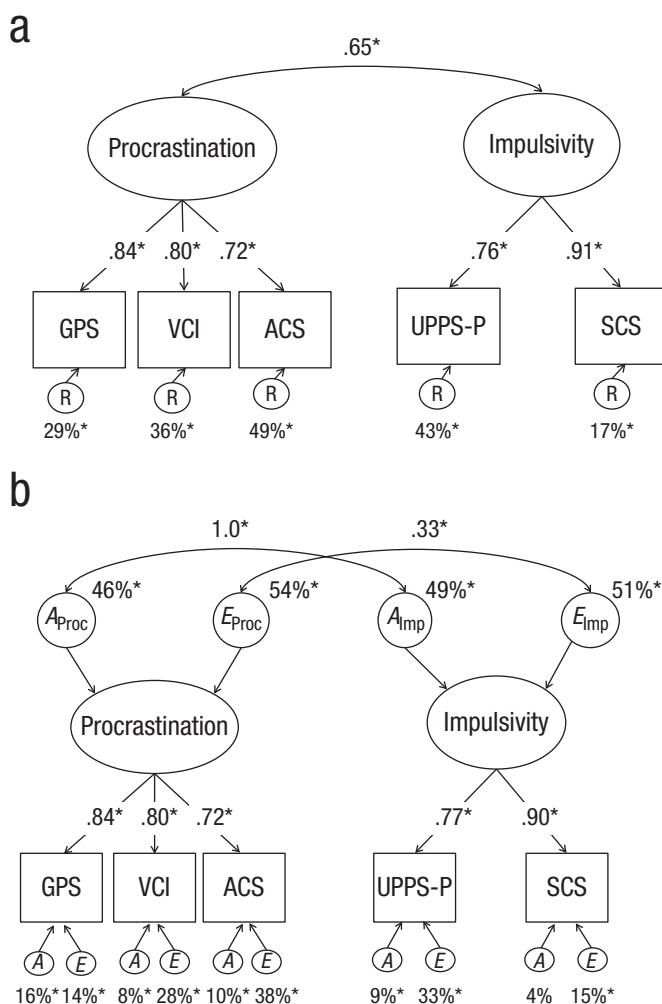 a
.65*
Procrastination Impulsivity
.84* .80* .72* .76* .91*
GPS VCI ACS UPPS-P SCS
R R R R R
29%* 36%* 49%* 43%* 17%*
b
1.0* .33*
46%* 54%* 49%* 51%*
AProc EProc AImp EImp
Procrastination Impulsivity
.84* .80* .72* .77* .90*
GPS VCI ACS UPPS-P SCS
A E A E A E A E A E
16%* 14%* 8%* 28%* 10%* 38%* 9%* 33%* 4% 15%*